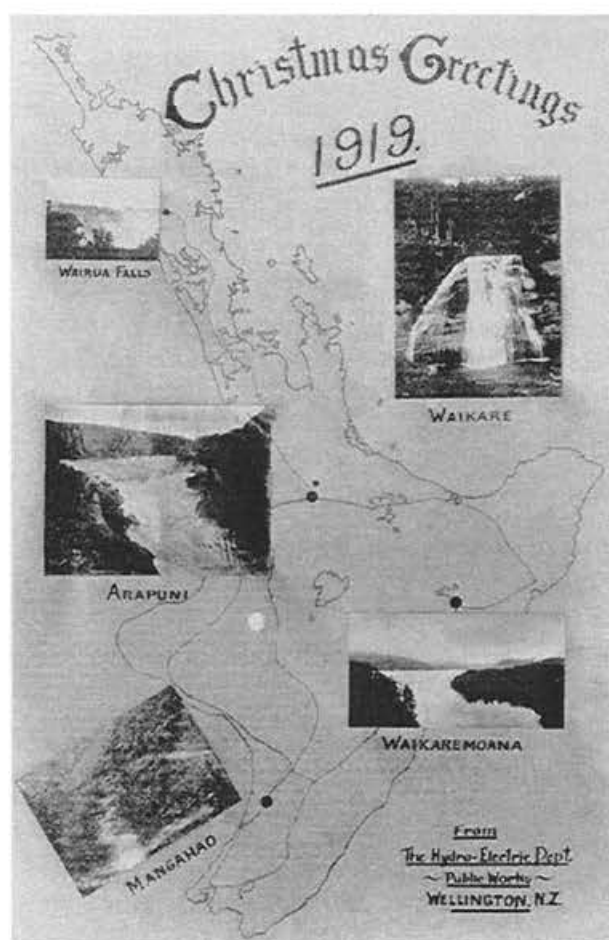 Christmas Greetings
1919.
WAIRUA FALLS
WAIKARE
ARAPUNI
WAIKAREMOANA
MANGAHAO
From
The Hydro-Electric Dept
~ Public Works ~
WELLINGTON, N.Z.